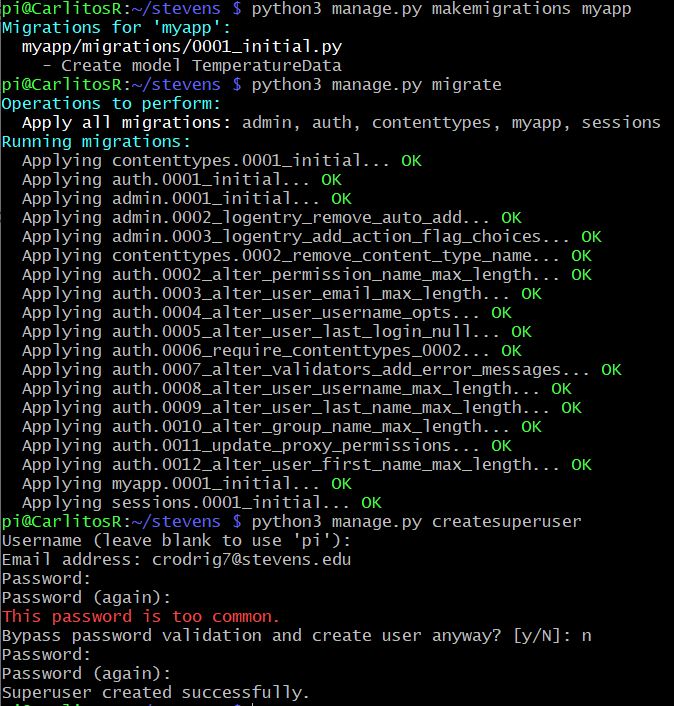 pi@CarlitosR:~/stevens $ python3 manage.py makemigrations myapp
Migrations for 'myapp':
  myapp/migrations/0001_initial.py
    - Create model TemperatureData
pi@CarlitosR:~/stevens $ python3 manage.py migrate
Operations to perform:
  Apply all migrations: admin, auth, contenttypes, myapp, sessions
Running migrations:
  Applying contenttypes.0001_initial... OK
  Applying auth.0001_initial... OK
  Applying admin.0001_initial... OK
  Applying admin.0002_logentry_remove_auto_add... OK
  Applying admin.0003_logentry_add_action_flag_choices... OK
  Applying contenttypes.0002_remove_content_type_name... OK
  Applying auth.0002_alter_permission_name_max_length... OK
  Applying auth.0003_alter_user_email_max_length... OK
  Applying auth.0004_alter_user_username_opts... OK
  Applying auth.0005_alter_user_last_login_null... OK
  Applying auth.0006_require_contenttypes_0002... OK
  Applying auth.0007_alter_validators_add_error_messages... OK
  Applying auth.0008_alter_user_username_max_length... OK
  Applying auth.0009_alter_user_last_name_max_length... OK
  Applying auth.0010_alter_group_name_max_length... OK
  Applying auth.0011_update_proxy_permissions... OK
  Applying auth.0012_alter_user_first_name_max_length... OK
  Applying myapp.0001_initial... OK
  Applying sessions.0001_initial... OK
pi@CarlitosR:~/stevens $ python3 manage.py createsuperuser
Username (leave blank to use 'pi'):
Email address: crodrig7@stevens.edu
Password:
Password (again):
This password is too common.
Bypass password validation and create user anyway? [y/N]: n
Password:
Password (again):
Superuser created successfully.
pi@CarlitosR:~/stevens $